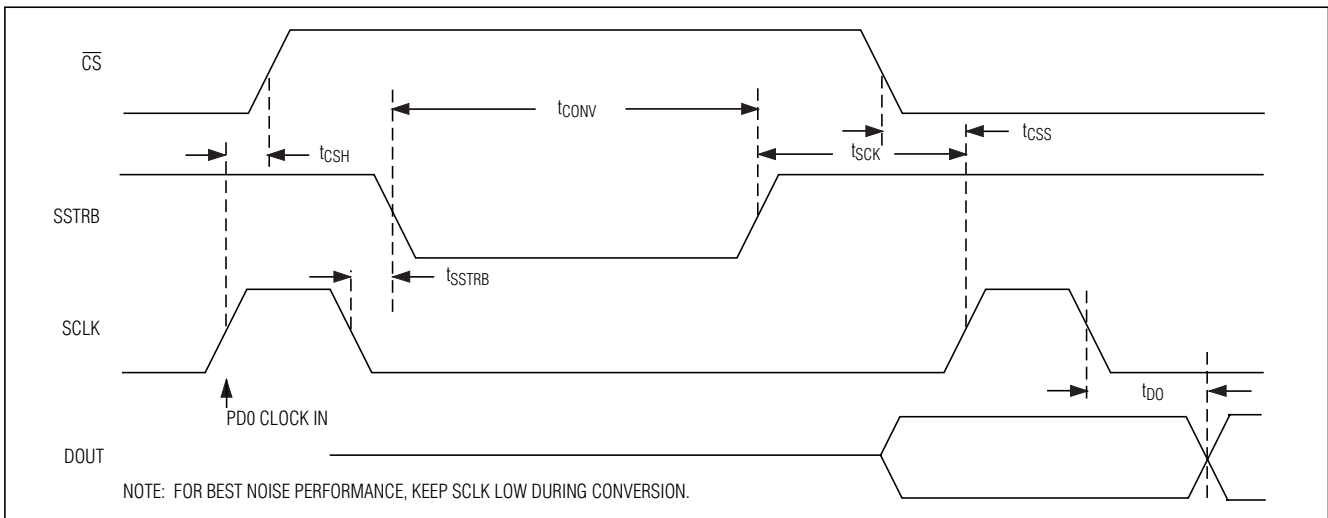 CS
tCONV
tCSS
tCSH
tSCK
SSTRB
tSSTRB
SCLK
tDO
PD0 CLOCK IN
DOUT
NOTE: FOR BEST NOISE PERFORMANCE, KEEP SCLK LOW DURING CONVERSION.